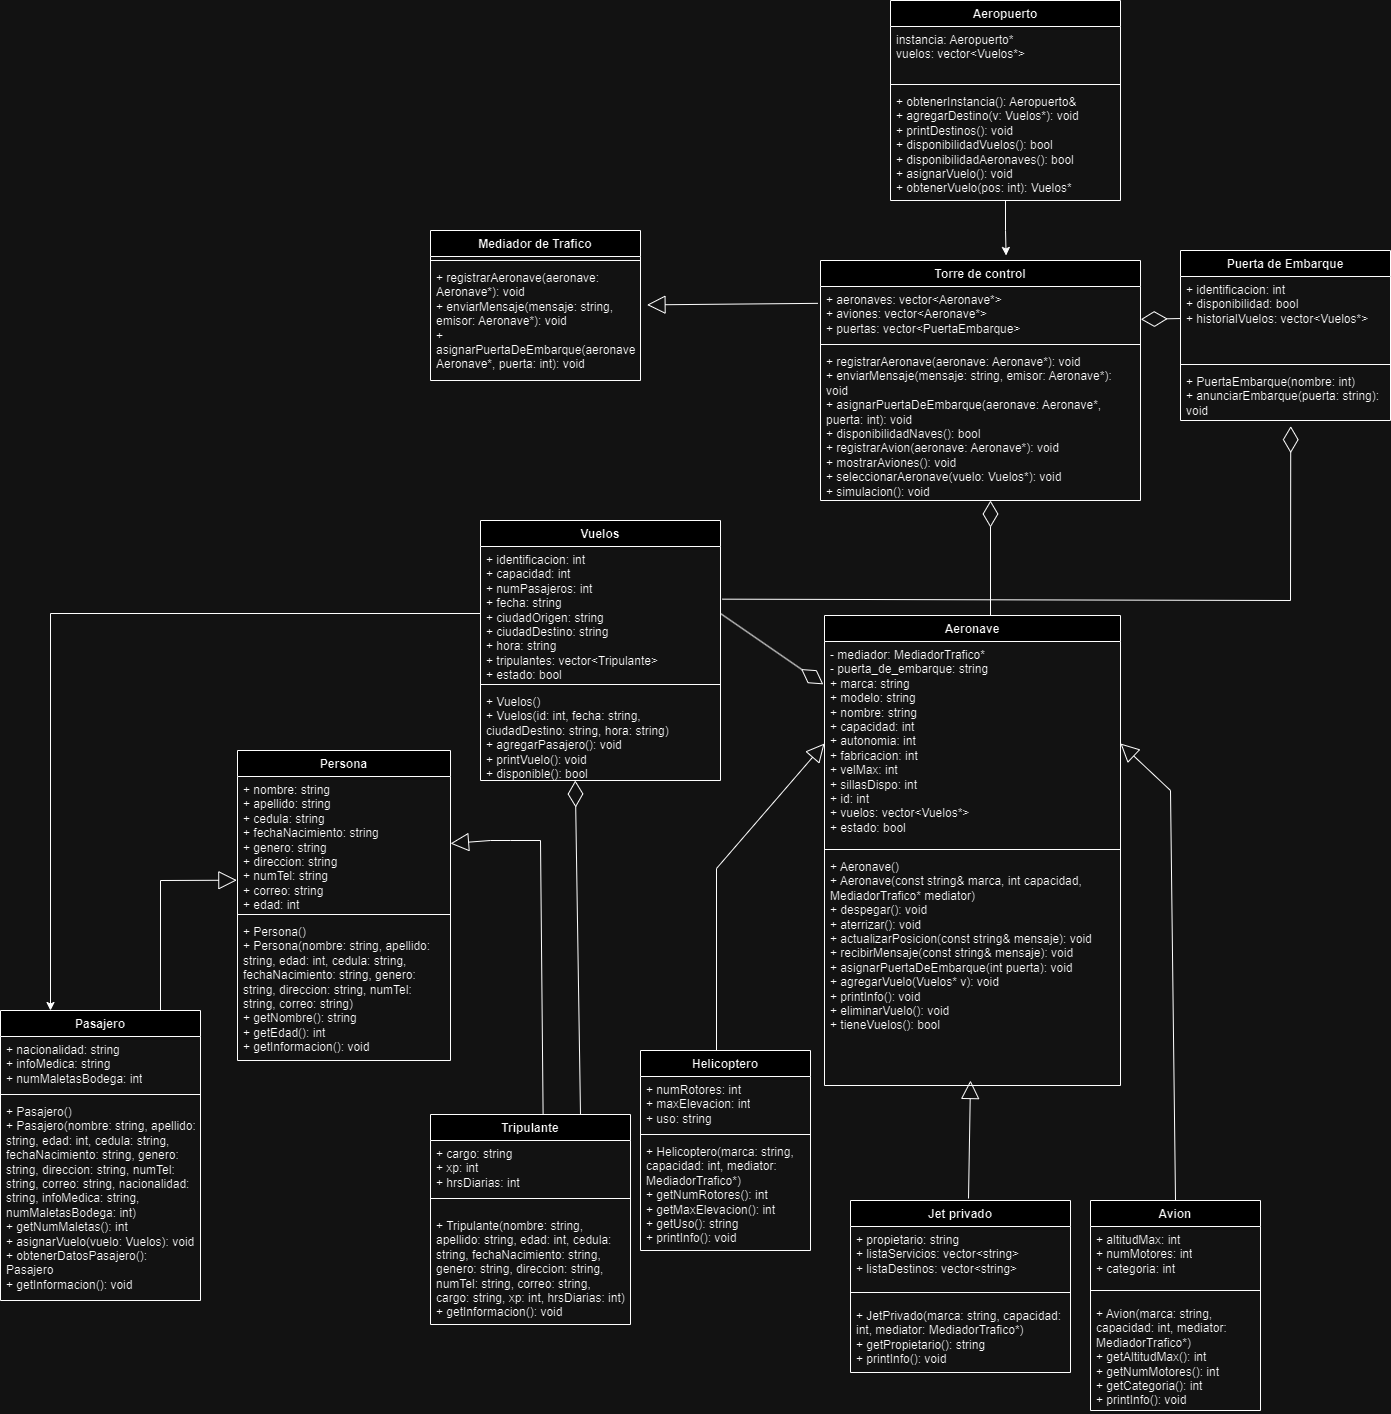 Aeropuerto
instancia: Aeropuerto*
vuelos: vector<Vuelos*>
+ obtenerInstancia(): Aeropuerto&
+ agregarDestino(v: Vuelos*): void
+ printDestinos(): void
+ disponibilidadVuelos(): bool
+ disponibilidadAeronaves(): bool
+ asignarVuelo(): void
+ obtenerVuelo(pos: int): Vuelos*
Mediador de Trafico
+ registrarAeronave(aeronave:
Aeronave*): void
+ enviarMensaje(mensaje: string,
emisor: Aeronave*): void
+
asignarPuertaDeEmbarque(aeronave
Aeronave*, puerta: int): void
Torre de control
+ aeronaves: vector<Aeronave*>
+ aviones: vector<Aeronave*>
+ puertas: vector<PuertaEmbarque>
+ registrarAeronave(aeronave: Aeronave*): void
+ enviarMensaje(mensaje: string, emisor: Aeronave*):
void
+ asignarPuertaDeEmbarque(aeronave: Aeronave*,
puerta: int): void
+ disponibilidadNaves(): bool
+ registrarAvion(aeronave: Aeronave*): void
+ mostrarAviones(): void
+ seleccionarAeronave(vuelo: Vuelos*): void
+ simulacion(): void
Puerta de Embarque
+ identificacion: int
+ disponibilidad: bool
+ historialVuelos: vector<Vuelos*>
+ PuertaEmbarque(nombre: int)
+ anunciarEmbarque(puerta: string):
void
Vuelos
+ identificacion: int
+ capacidad: int
+ numPasajeros: int
+ fecha: string
+ ciudadOrigen: string
+ ciudadDestino: string
+ hora: string
+ tripulantes: vector<Tripulante>
+ estado: bool
+ Vuelos()
+ Vuelos(id: int, fecha: string,
ciudadDestino: string, hora: string)
+ agregarPasajero(): void
+ printVuelo(): void
+ disponible(): bool
Aeronave
- mediador: MediadorTrafico*
- puerta_de_embarque: string
+ marca: string
+ modelo: string
+ nombre: string
+ capacidad: int
+ autonomia: int
+ fabricacion: int
+ velMax: int
+ sillasDispo: int
+ id: int
+ vuelos: vector<Vuelos*>
+ estado: bool
+ Aeronave()
+ Aeronave(const string& marca, int capacidad,
MediadorTrafico* mediator)
+ despegar(): void
+ aterrizar(): void
+ actualizarPosicion(const string& mensaje): void
+ recibirMensaje(const string& mensaje): void
+ asignarPuertaDeEmbarque(int puerta): void
+ agregarVuelo(Vuelos* v): void
+ printInfo(): void
+ eliminarVuelo(): void
+ tieneVuelos(): bool
Persona
+ nombre: string
+ apellido: string
+ cedula: string
+ fechaNacimiento: string
+ genero: string
+ direccion: string
+ numTel: string
+ correo: string
+ edad: int
+ Persona()
+ Persona(nombre: string, apellido:
string, edad: int, cedula: string,
fechaNacimiento: string, genero:
string, direccion: string, numTel:
string, correo: string)
+ getNombre(): string
+ getEdad(): int
+ getInformacion(): void
Pasajero
+ nacionalidad: string
+ infoMedica: string
+ numMaletasBodega: int
+ Pasajero()
+ Pasajero(nombre: string, apellido:
string, edad: int, cedula: string,
fechaNacimiento: string, genero:
string, direccion: string, numTel:
string, correo: string, nacionalidad:
string, infoMedica: string,
numMaletasBodega: int)
+ getNumMaletas(): int
+ asignarVuelo(vuelo: Vuelos): void
+ obtenerDatosPasajero():
Pasajero
+ getInformacion(): void
Tripulante
+ cargo: string
+ xp: int
+ hrsDiarias: int
+ Tripulante(nombre: string,
apellido: string, edad: int, cedula:
string, fechaNacimiento: string,
genero: string, direccion: string,
numTel: string, correo: string,
cargo: string, xp: int, hrsDiarias: int)
+ getInformacion(): void
Helicoptero
+ numRotores: int
+ maxElevacion: int
+ uso: string
+ Helicoptero(marca: string,
capacidad: int, mediador:
MediadorTrafico*)
+ getNumRotores(): int
+ getMaxElevacion(): int
+ getUso(): string
+ printInfo(): void
Jet privado
+ propietario: string
+ listaServicios: vector<string>
+ listaDestinos: vector<string>
+ JetPrivado(marca: string, capacidad:
int, mediador: MediadorTrafico*)
+ getPropietario(): string
+ printInfo(): void
Avion
+ altitudMax: int
+ numMotores: int
+ categoria: int
+ Avion(marca: string,
capacidad: int, mediador:
MediadorTrafico*)
+ getAltitudMax(): int
+ getNumMotores(): int
+ getCategoria(): int
+ printInfo(): void